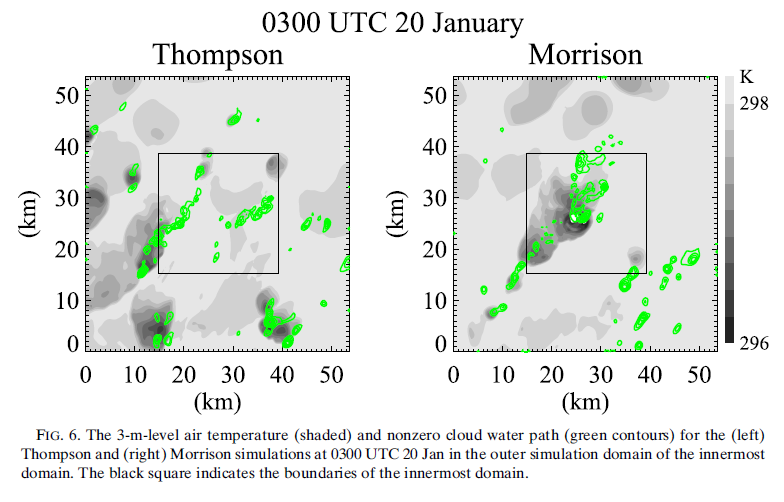 0300 UTC 20 January
Thompson
Morrison
50
40
30
20
10
0
(km)
0 10 20 30 40 50
(km)
50
40
30
20
10
0
(km)
0 10 20 30 40 50
(km)
K
298
296
FIG. 6. The 3-m-level air temperature (shaded) and nonzero cloud water path (green contours) for the (left)
Thompson and (right) Morrison simulations at 0300 UTC 20 Jan in the outer simulation domain of the innermost
domain. The black square indicates the boundaries of the innermost domain.